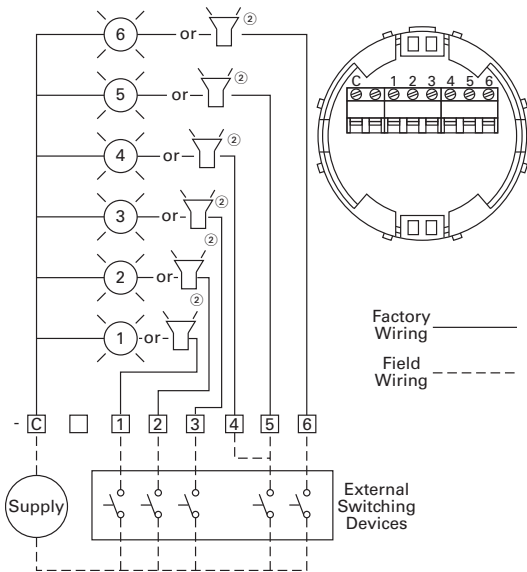 6 or ②
5 or ②
4 or ②
3 or ②
2 or ②
1 or ②
C 1 2 3 4 5 6
Factory
Wiring
Field
Wiring
- C 1 2 3 4 5 6
Supply
External
Switching
Devices